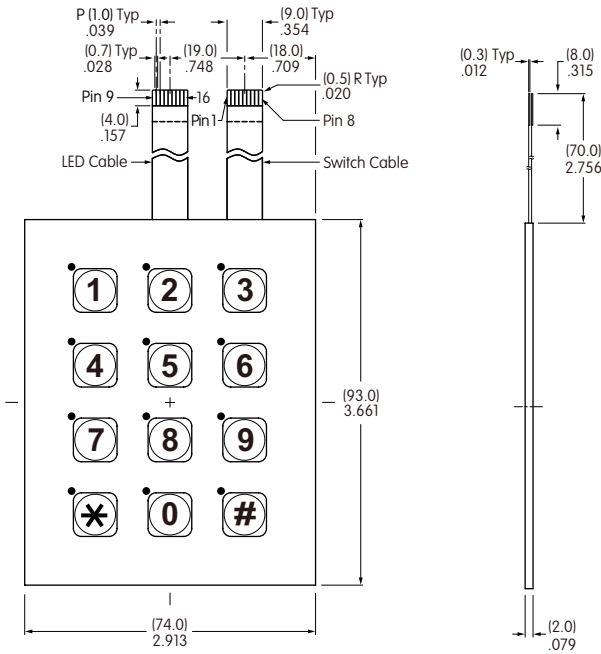 P (1.0) Typ
.039
(9.0) Typ
.354
(0.7) Typ
.028
(19.0)
.748
(18.0)
.709
(0.5) R Typ
.020
Pin 9
16
Pin1
Pin 8
(4.0)
.157
LED Cable
Switch Cable
(0.3) Typ
.012
(8.0)
.315
(70.0)
2.756
1 2 3
4 5 6
7 8 9
* 0 #
(93.0)
3.661
(74.0)
2.913
(2.0)
.079